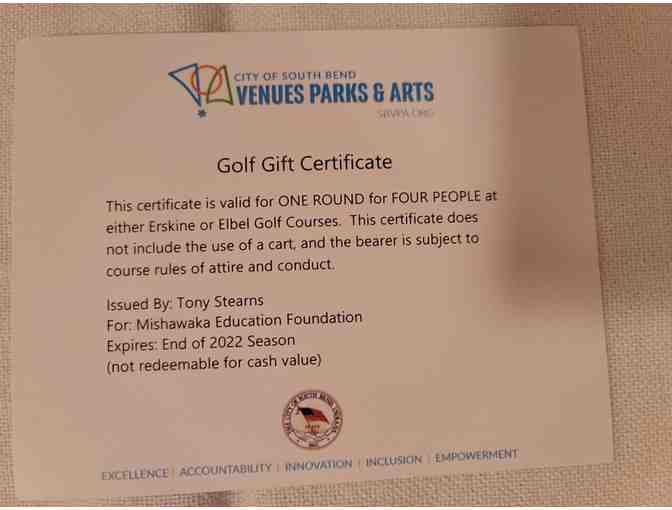 CITY OF SOUTH BEND
VENUES PARKS & ARTS
SBVPA.ORG
Golf Gift Certificate
This certificate is valid for ONE ROUND for FOUR PEOPLE at
either Erskine or Elbel Golf Courses. This certificate does
not include the use of a cart, and the bearer is subject to
course rules of attire and conduct.
Issued By: Tony Stearns
For: Mishawaka Education Foundation
Expires: End of 2022 Season
(not redeemable for cash value)
EXCELLENCE | ACCOUNTABILITY | INNOVATION | INCLUSION | EMPOWERMENT